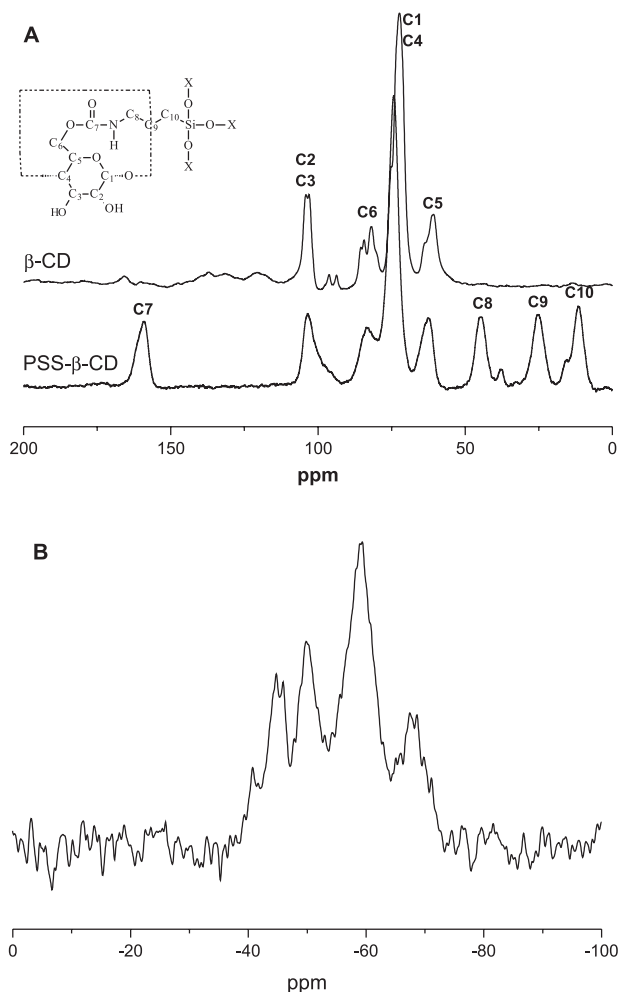 A
C1
C4
X
O
O
C8
C10
O
C7
N
C9
Si
O
X
C6
H
O
C5
O
X
C4
C1
O
C3
C2
HO
OH
C2
C3
C6
C5
β-CD
C7
C8
C9
C10
PSS-β-CD
200
150
100
50
0
ppm
B
0
-20
-40
-60
-80
-100
ppm